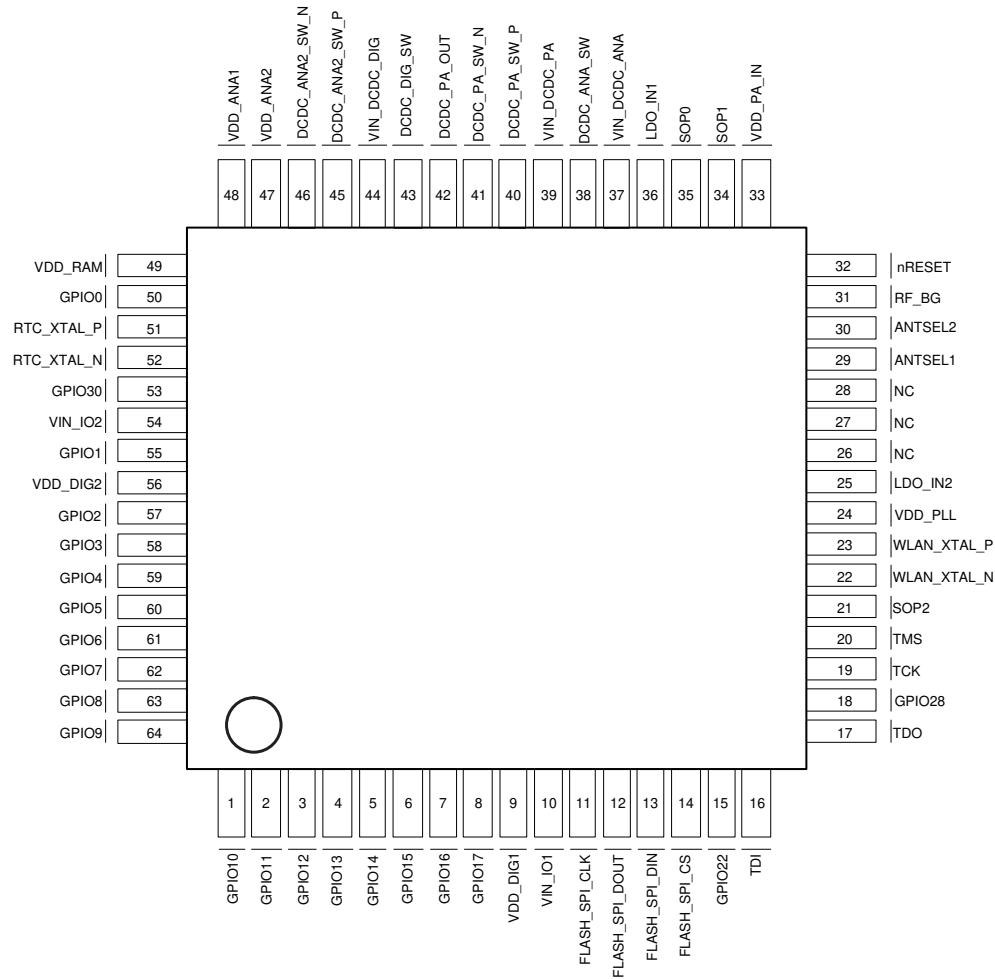 VDD_ANA1
VDD_ANA2
DCDC_ANA2_SW_N
DCDC_ANA2_SW_P
VIN_DCDC_DIG
DCDC_DIG_SW
DCDC_PA_OUT
DCDC_PA_SW_N
DCDC_PA_SW_P
VIN_DCDC_PA
DCDC_ANA_SW
VIN_DCDC_ANA
LDO_IN1
SOP0
SOP1
VDD_PA_IN
48 47 46 45 44 43 42 41 40 39 38 37 36 35 34 33
VDD_RAM 49
GPIO0 50
RTC_XTAL_P 51
RTC_XTAL_N 52
GPIO30 53
VIN_IO2 54
GPIO1 55
VDD_DIG2 56
GPIO2 57
GPIO3 58
GPIO4 59
GPIO5 60
GPIO6 61
GPIO7 62
GPIO8 63
GPIO9 64
32 nRESET
31 RF_BG
30 ANTSEL2
29 ANTSEL1
28 NC
27 NC
26 NC
25 LDO_IN2
24 VDD_PLL
23 WLAN_XTAL_P
22 WLAN_XTAL_N
21 SOP2
20 TMS
19 TCK
18 GPIO28
17 TDO
1 2 3 4 5 6 7 8 9 10 11 12 13 14 15 16
GPIO10
GPIO11
GPIO12
GPIO13
GPIO14
GPIO15
GPIO16
GPIO17
VDD_DIG1
VIN_IO1
FLASH_SPI_CLK
FLASH_SPI_DOUT
FLASH_SPI_DIN
FLASH_SPI_CS
GPIO22
TDI